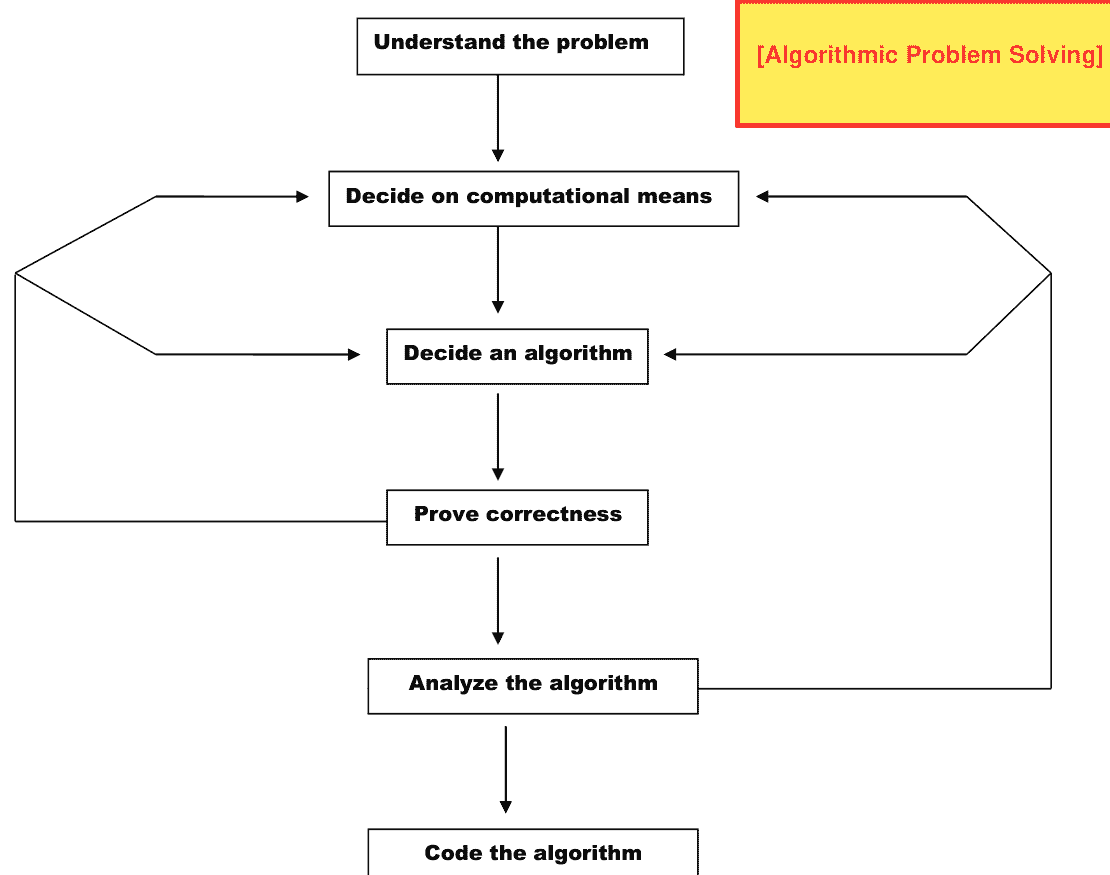 Understand the problem
[Algorithmic Problem Solving]
Decide on computational means
Decide an algorithm
Prove correctness
Analyze the algorithm
Code the algorithm